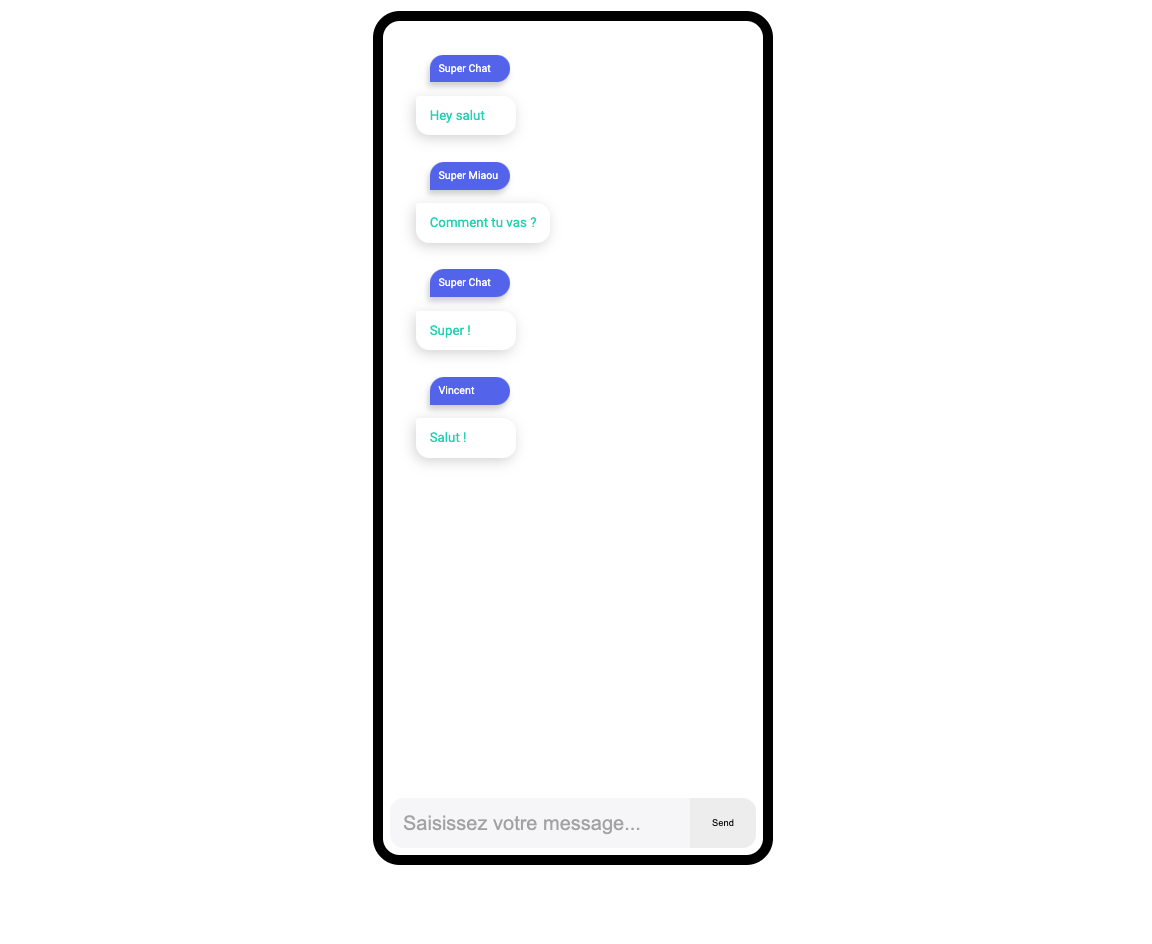 Super Chat
Hey salut
Super Miaou
Comment tu vas ?
Super Chat
Super !
Vincent
Salut !
Saisissez votre message...
Send